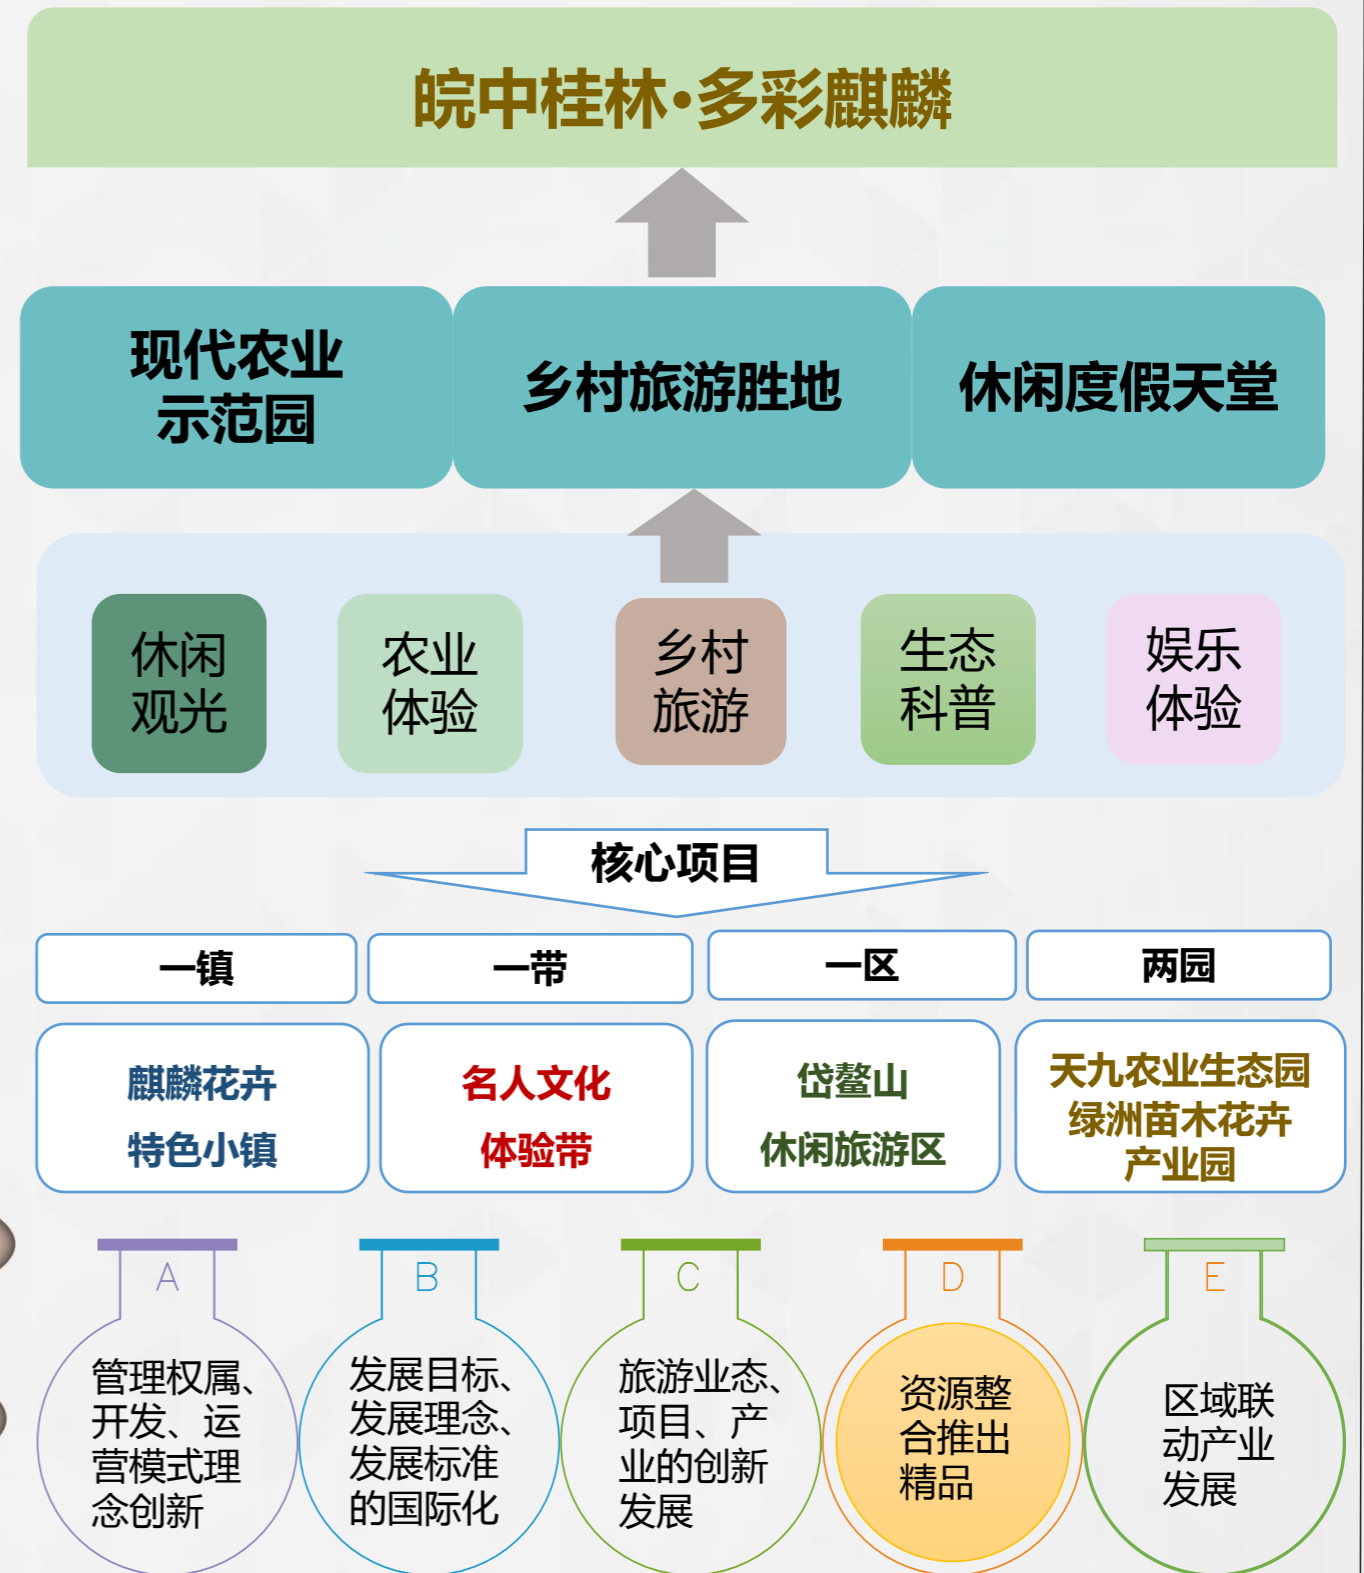 皖中桂林•多彩麒麟
现代农业
示范园
乡村旅游胜地
休闲度假天堂
休闲
观光
农业
体验
乡村
旅游
生态
科普
娱乐
体验
核心项目
一镇
一带
一区
两园
麒麟花卉
特色小镇
名人文化
体验带
岱鳌山
休闲旅游区
天九农业生态园
绿洲苗木花卉
产业园
A
管理权属、
开发、运
营模式理
念创新
B
发展目标、
发展理念、
发展标准
的国际化
C
旅游业态、
项目、产
业的创新
发展
D
资源整
合推出
精品
E
区域联
动产业
发展